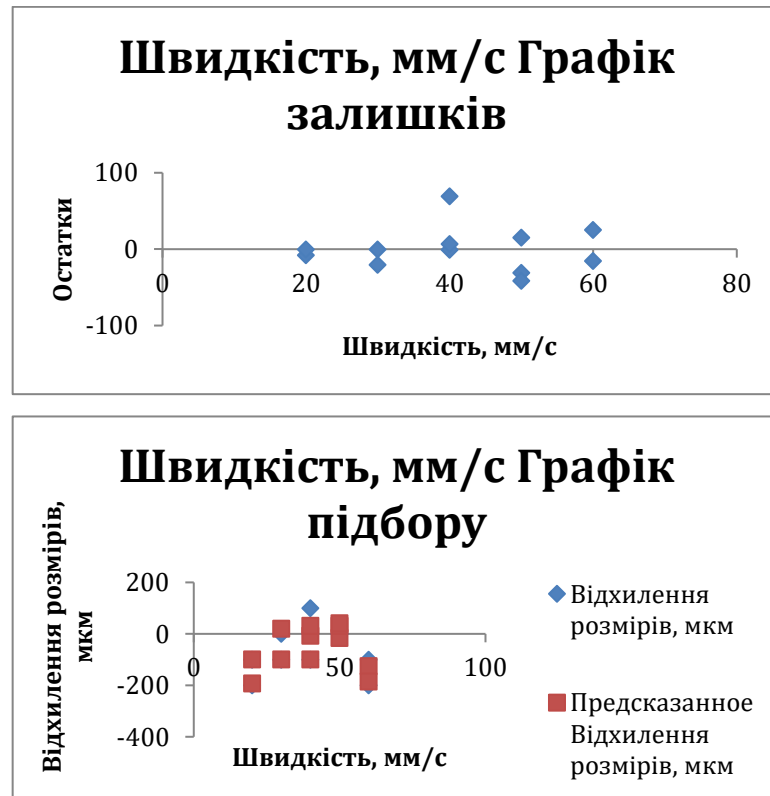 Швидкість, мм/с Графік
залишків
Остатки
100
0
-100
0
20
40
60
80
Швидкість, мм/с
Швидкість, мм/с Графік
підбору
Відхилення розмірів,
мкм
200
0
-200
-400
0
50
100
Швидкість, мм/с
Відхилення
розмірів, мкм
Предсказанное
Відхилення
розмірів, мкм